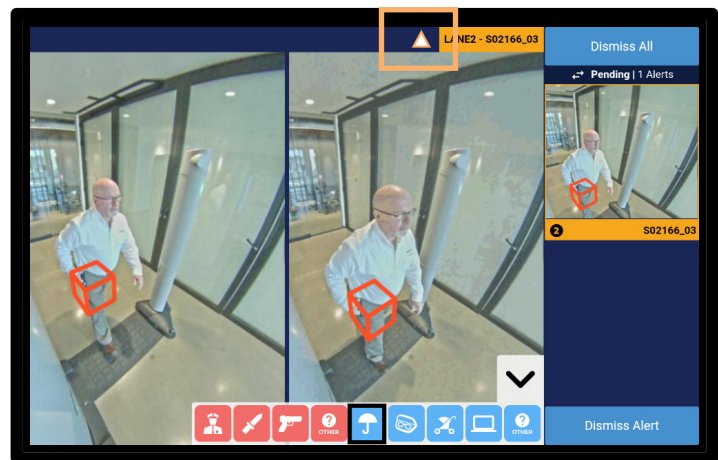 LANE2 - S02166_03
Dismiss All
Pending | 1 Alerts
2 S02166_03
? OTHER
? OTHER
Dismiss Alert